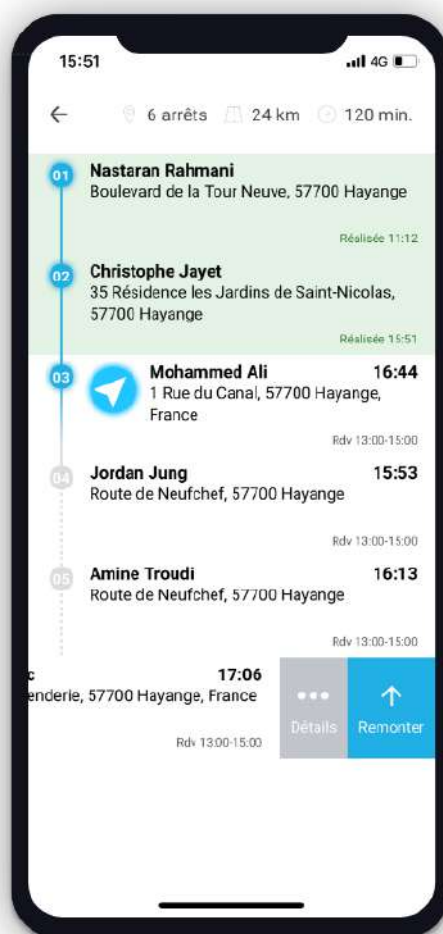 15:51
4G
6 arrêts 24 km 120 min.
01 Nastaran Rahmani
Boulevard de la Tour Neuve, 57700 Hayange
Réalisée 11:12
02 Christophe Jayet
35 Résidence les Jardins de Saint-Nicolas,
57700 Hayange
Réalisée 15:51
03 Mohammed Ali 16:44
1 Rue du Canal, 57700 Hayange,
France
Rdv 13:00-15:00
04 Jordan Jung 15:53
Route de Neufchef, 57700 Hayange
Rdv 13:00-15:00
05 Amine Troudi 16:13
Route de Neufchef, 57700 Hayange
Rdv 13:00-15:00
c 17:06
enderie, 57700 Hayange, France
Rdv 13:00-15:00
Détails Remonter